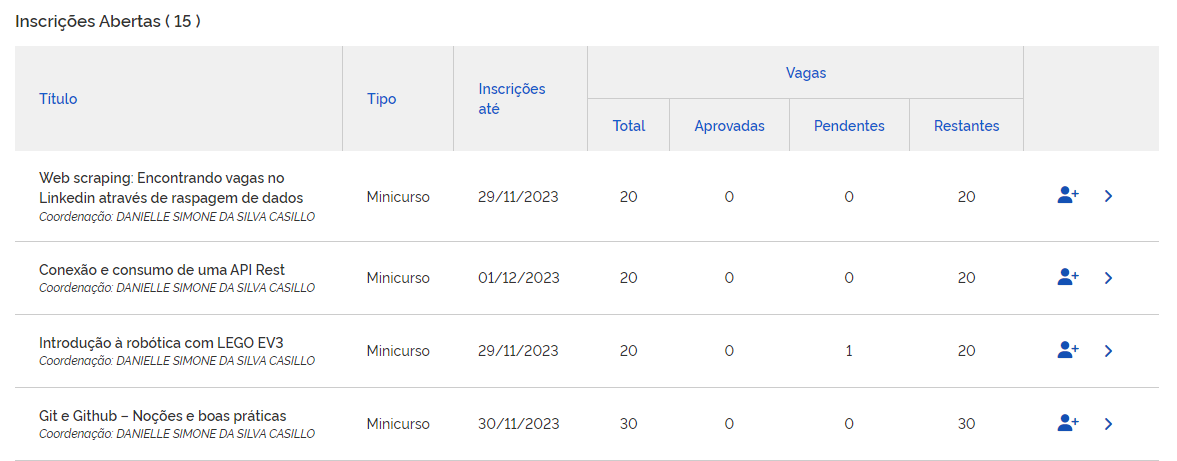 Inscrições Abertas ( 15 )
Título Tipo Inscrições até Vagas
Total Aprovadas Pendentes Restantes
Web scraping: Encontrando vagas no
Linkedin através de raspagem de dados
Coordenação: DANIELLE SIMONE DA SILVA CASILLO
Minicurso 29/11/2023 20 0 0 20
Conexão e consumo de uma API Rest
Coordenação: DANIELLE SIMONE DA SILVA CASILLO
Minicurso 01/12/2023 20 0 0 20
Introdução à robótica com LEGO EV3
Coordenação: DANIELLE SIMONE DA SILVA CASILLO
Minicurso 29/11/2023 20 0 1 20
Git e Github – Noções e boas práticas
Coordenação: DANIELLE SIMONE DA SILVA CASILLO
Minicurso 30/11/2023 30 0 0 30